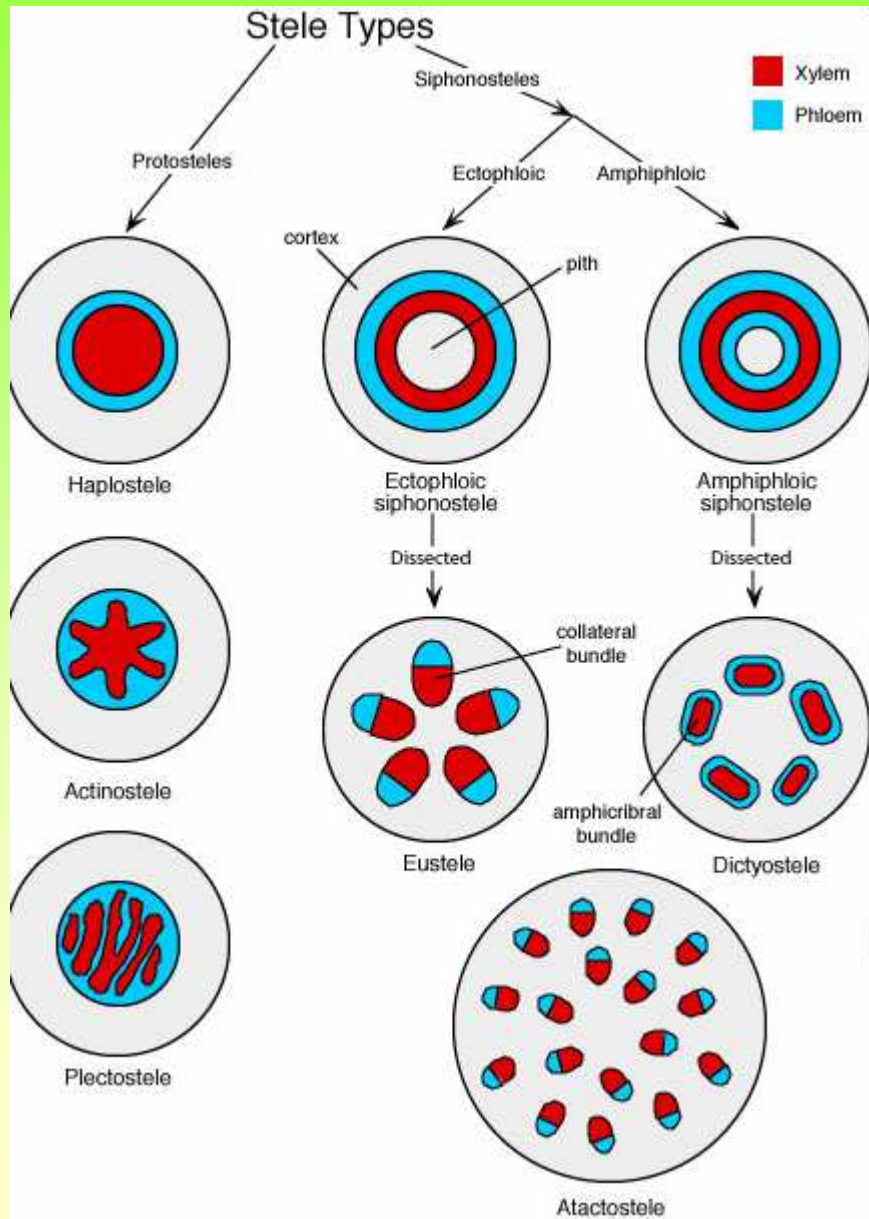 Stele Types
Siphonosteles
Xylem
Phloem
Protosteles
Ectophloic
Amphiphloic
cortex
pith
Haplostele
Ectophloic
siphonostele
Amphiphloic
siphonstele
Dissected
Dissected
collateral
bundle
Actinostele
amphicribral
bundle
Eustele
Dictyostele
Plectostele
Atactostele